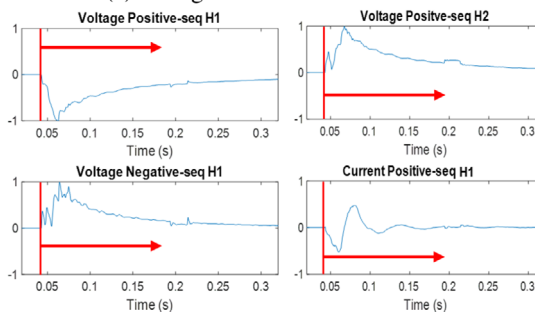 Voltage Positive-seq H1
1
0
-1
0.05 0.1 0.15 0.2 0.25 0.3
Time (s)
Voltage Positve-seq H2
1
0
-1
0.05 0.1 0.15 0.2 0.25 0.3
Time (s)
Voltage Negative-seq H1
1
0
-1
0.05 0.1 0.15 0.2 0.25 0.3
Time (s)
Current Positive-seq H1
1
0
-1
0.05 0.1 0.15 0.2 0.25 0.3
Time (s)